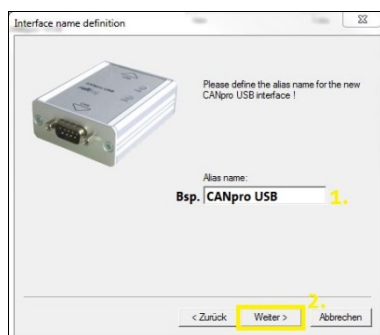 Interface name definition
Please define the alias name for the new
CANpro USB interface !
Alias name:
Bsp. CANpro USB 1.
2.
< Zurück Weiter > Abbrechen